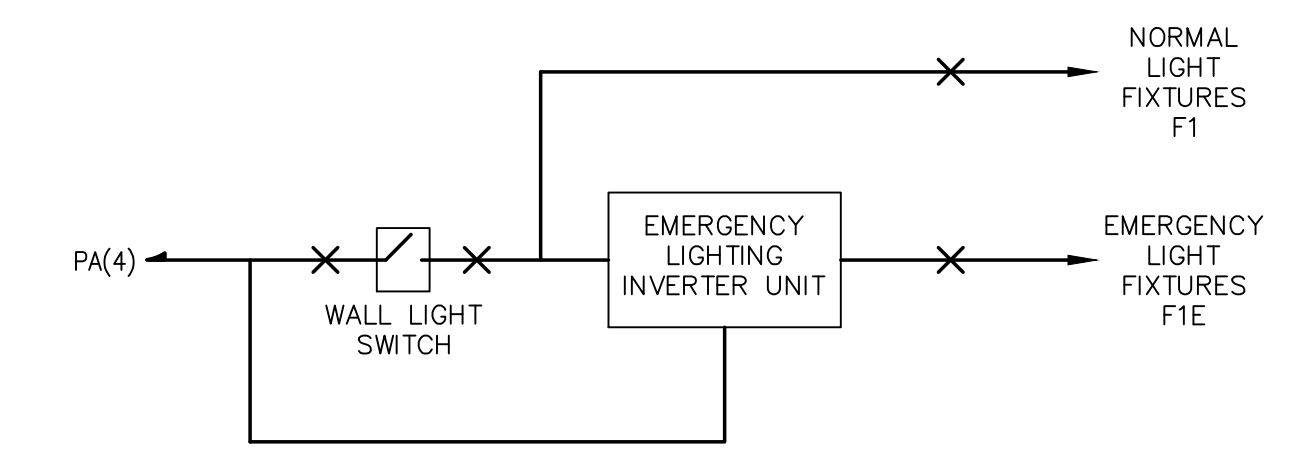 NORMAL
LIGHT
FIXTURES
F1
PA(4)
WALL LIGHT
SWITCH
EMERGENCY
LIGHTING
INVERTER UNIT
EMERGENCY
LIGHT
FIXTURES
F1E